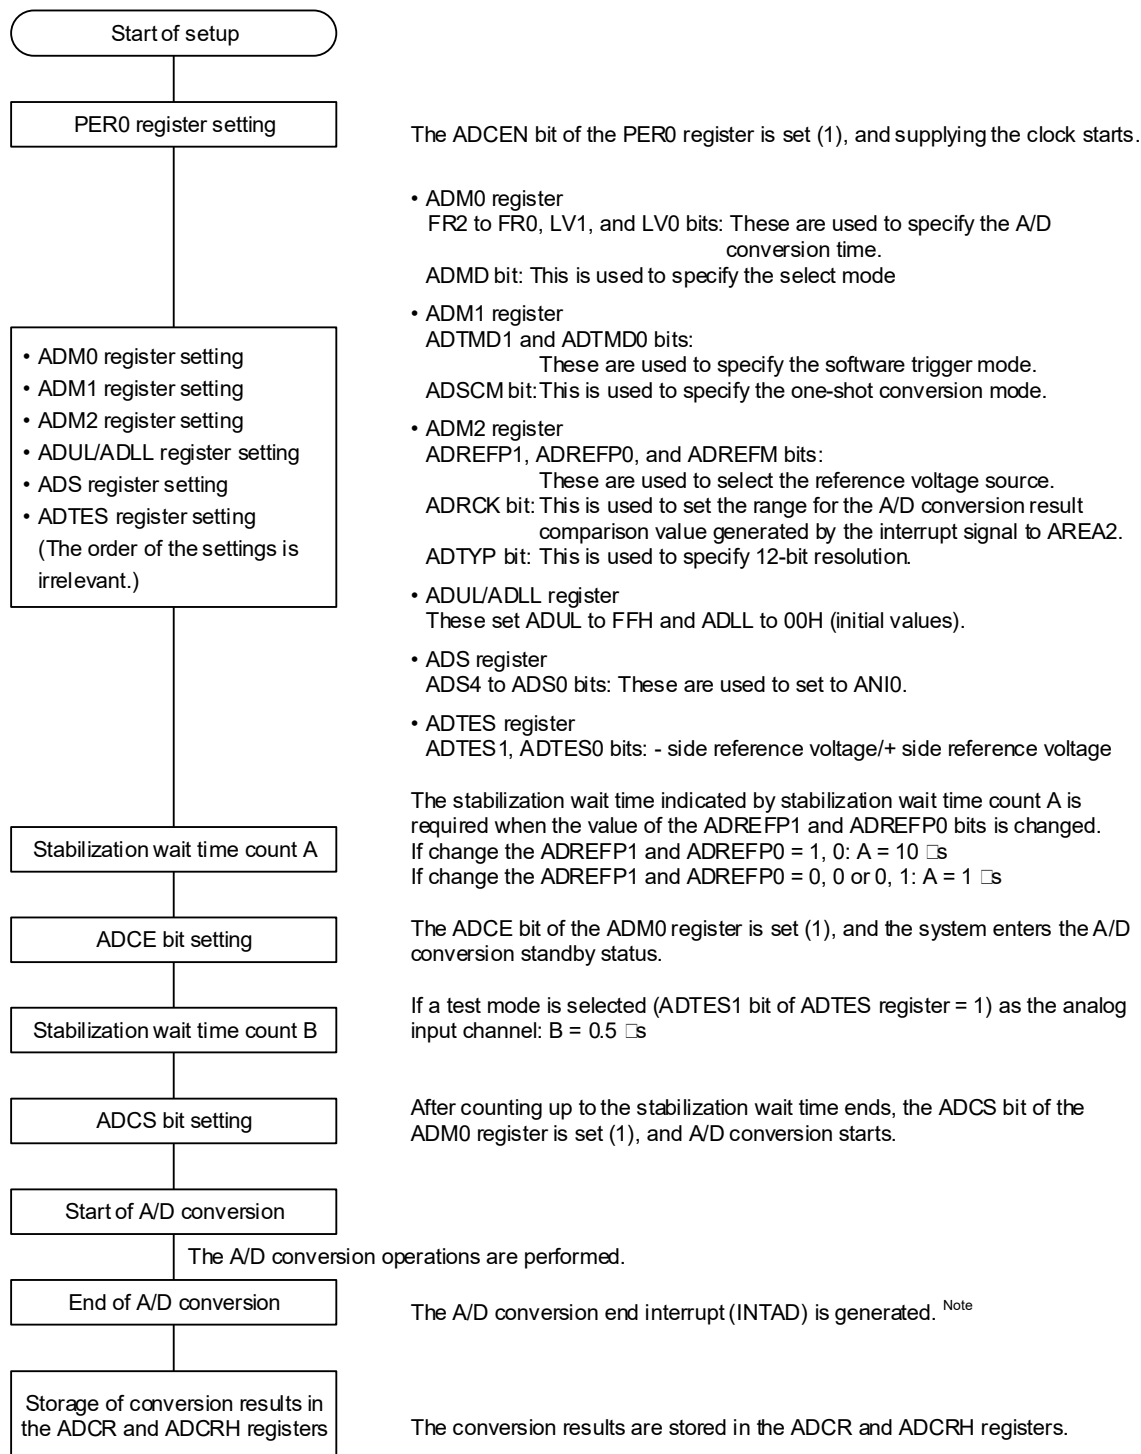 Start of setup
PER0 register setting
The ADCEN bit of the PER0 register is set (1), and supplying the clock starts.
• ADM0 register
FR2 to FR0, LV1, and LV0 bits: These are used to specify the A/D
conversion time.
ADMD bit: This is used to specify the select mode
• ADM1 register
ADTMD1 and ADTMD0 bits:
These are used to specify the software trigger mode.
ADSCM bit: This is used to specify the one-shot conversion mode.
• ADM2 register
ADREFP1, ADREFP0, and ADREFM bits:
These are used to select the reference voltage source.
ADRCK bit: This is used to set the range for the A/D conversion result
comparison value generated by the interrupt signal to AREA2.
ADTYP bit: This is used to specify 12-bit resolution.
• ADUL/ADLL register
These set ADUL to FFH and ADLL to 00H (initial values).
• ADS register
ADS4 to ADS0 bits: These are used to set to ANI0.
• ADTES register
ADTES1, ADTES0 bits: - side reference voltage/+ side reference voltage
• ADM0 register setting
• ADM1 register setting
• ADM2 register setting
• ADUL/ADLL register setting
• ADS register setting
• ADTES register setting
(The order of the settings is
irrelevant.)
Stabilization wait time count A
The stabilization wait time indicated by stabilization wait time count A is
required when the value of the ADREFP1 and ADREFP0 bits is changed.
If change the ADREFP1 and ADREFP0 = 1, 0: A = 10 □s
If change the ADREFP1 and ADREFP0 = 0, 0 or 0, 1: A = 1 □s
ADCE bit setting
The ADCE bit of the ADM0 register is set (1), and the system enters the A/D
conversion standby status.
Stabilization wait time count B
If a test mode is selected (ADTES1 bit of ADTES register = 1) as the analog
input channel: B = 0.5 □s
ADCS bit setting
After counting up to the stabilization wait time ends, the ADCS bit of the
ADM0 register is set (1), and A/D conversion starts.
Start of A/D conversion
The A/D conversion operations are performed.
End of A/D conversion
The A/D conversion end interrupt (INTAD) is generated. Note
Storage of conversion results in
the ADCR and ADCRH registers
The conversion results are stored in the ADCR and ADCRH registers.